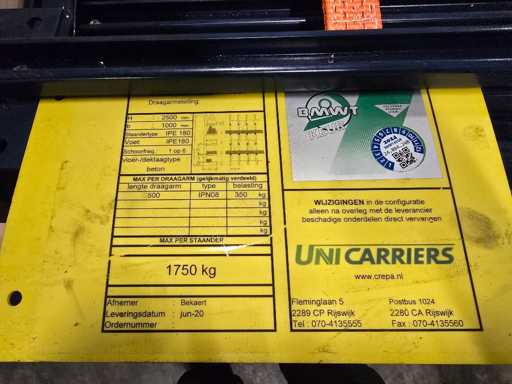 Draagarmstelling
H 2500 mm
b 1000 mm
Staandertype IPE 180
Voet IPE180
Schoorfreq. 1 op 6
vloer-/dektaagtype
beton
MAX PER DRAAGARM (gelijkmatig verdeeld)
lengte draagarm type belasting
800 IPN08 350 kg
kg
kg
kg
kg
MAX PER STAANDER
1750 kg
Afnemer : Bekaert
Leveringsdatum : jun-20
Ordernummer :
BMWT
WIJZIGINGEN in de configuratie
alleen na overleg met de leverancier
beschadigde onderdelen direct vervangen
UNICARRIERS
www.crepa.nl
Fleminglaan 5 Postbus 1024
2289 CP Rijswijk 2280 CA Rijswijk
Tel : 070-4135555 Fax : 070-4135560